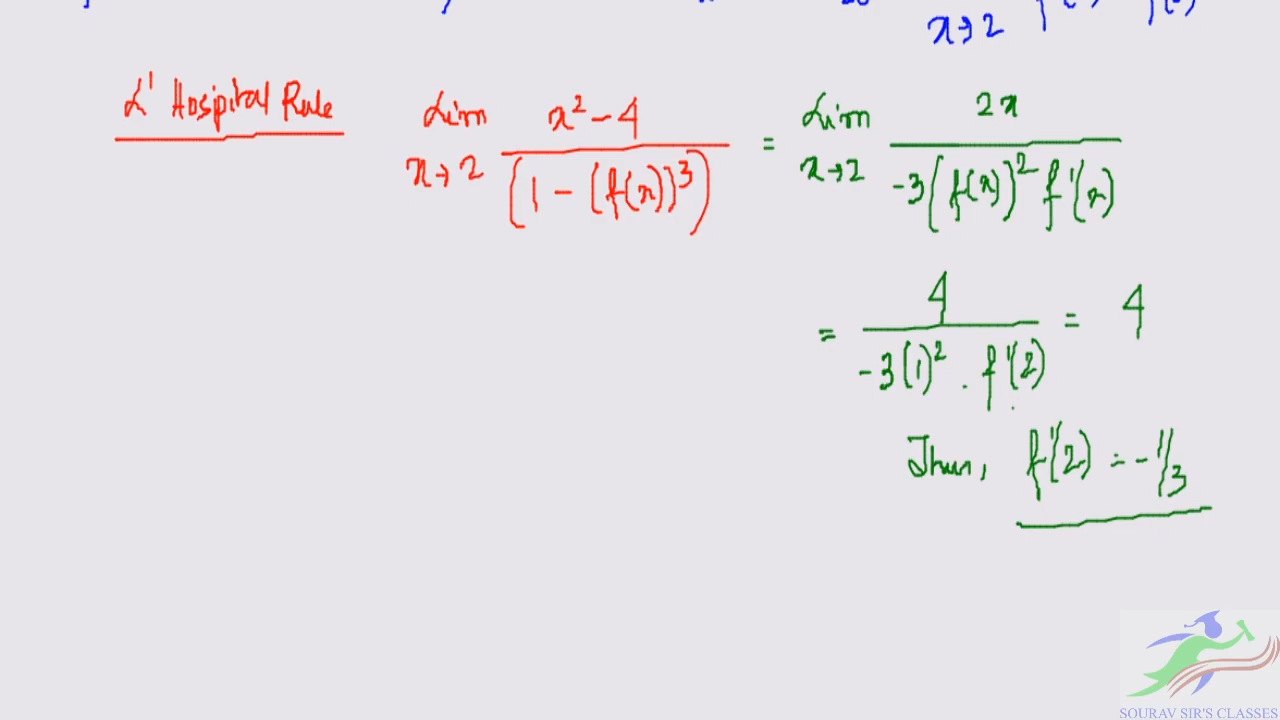 x→2
L' Hospital Rule Lim x→2 x² - 4 / (1 - (f(x))³) = Lim x→2 2x / -3(f(x))² f'(x)
= 4 / -3(1)² . f'(2) = 4
Thus, f'(2) = -1/3
SOURAV SIR'S CLASSES